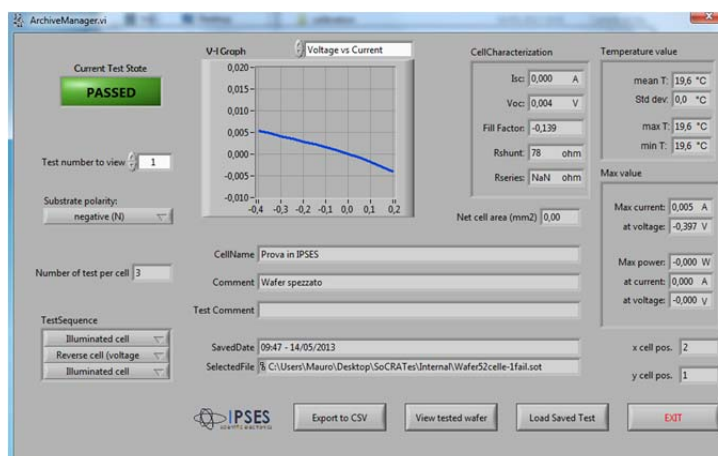 ArchiveManager.vi
Current Test State
PASSED
Test number to view 1
Substrate polarity:
negative (N)
Number of test per cell 3
TestSequence
Illuminated cell
Reverse cell (voltage
Illuminated cell
V-I Graph Voltage vs Current
0,020
0,015
0,010
0,005
0,000
-0,005
-0,010
-0,4 -0,3 -0,2 -0,1 0,0 0,1 0,2
CellCharacterization
Isc: 0,000 A
Voc: 0,004 V
Fill Factor: -0,139
Rshunt: 78 ohm
Rseries: NaN ohm
Net cell area (mm2) 0,00
Temperature value
mean T: 19,6 °C
Std dev: 0,0 °C
max T: 19,6 °C
min T: 19,6 °C
Max value
Max current: 0,005 A
at voltage: -0,397 V
Max power: -0,000 W
at current: 0,000 A
at voltage: -0,000 V
CellName Prova in IPSES
Comment Wafer spezzato
Test Comment
SavedDate 09:47 - 14/05/2013
SelectedFile C:\Users\Mauro\Desktop\SoCRATes\Internal\Wafer52celle-1fail.sot
x cell pos. 2
y cell pos. 1
IPSES
Export to CSV
View tested wafer
Load Saved Test
EXIT